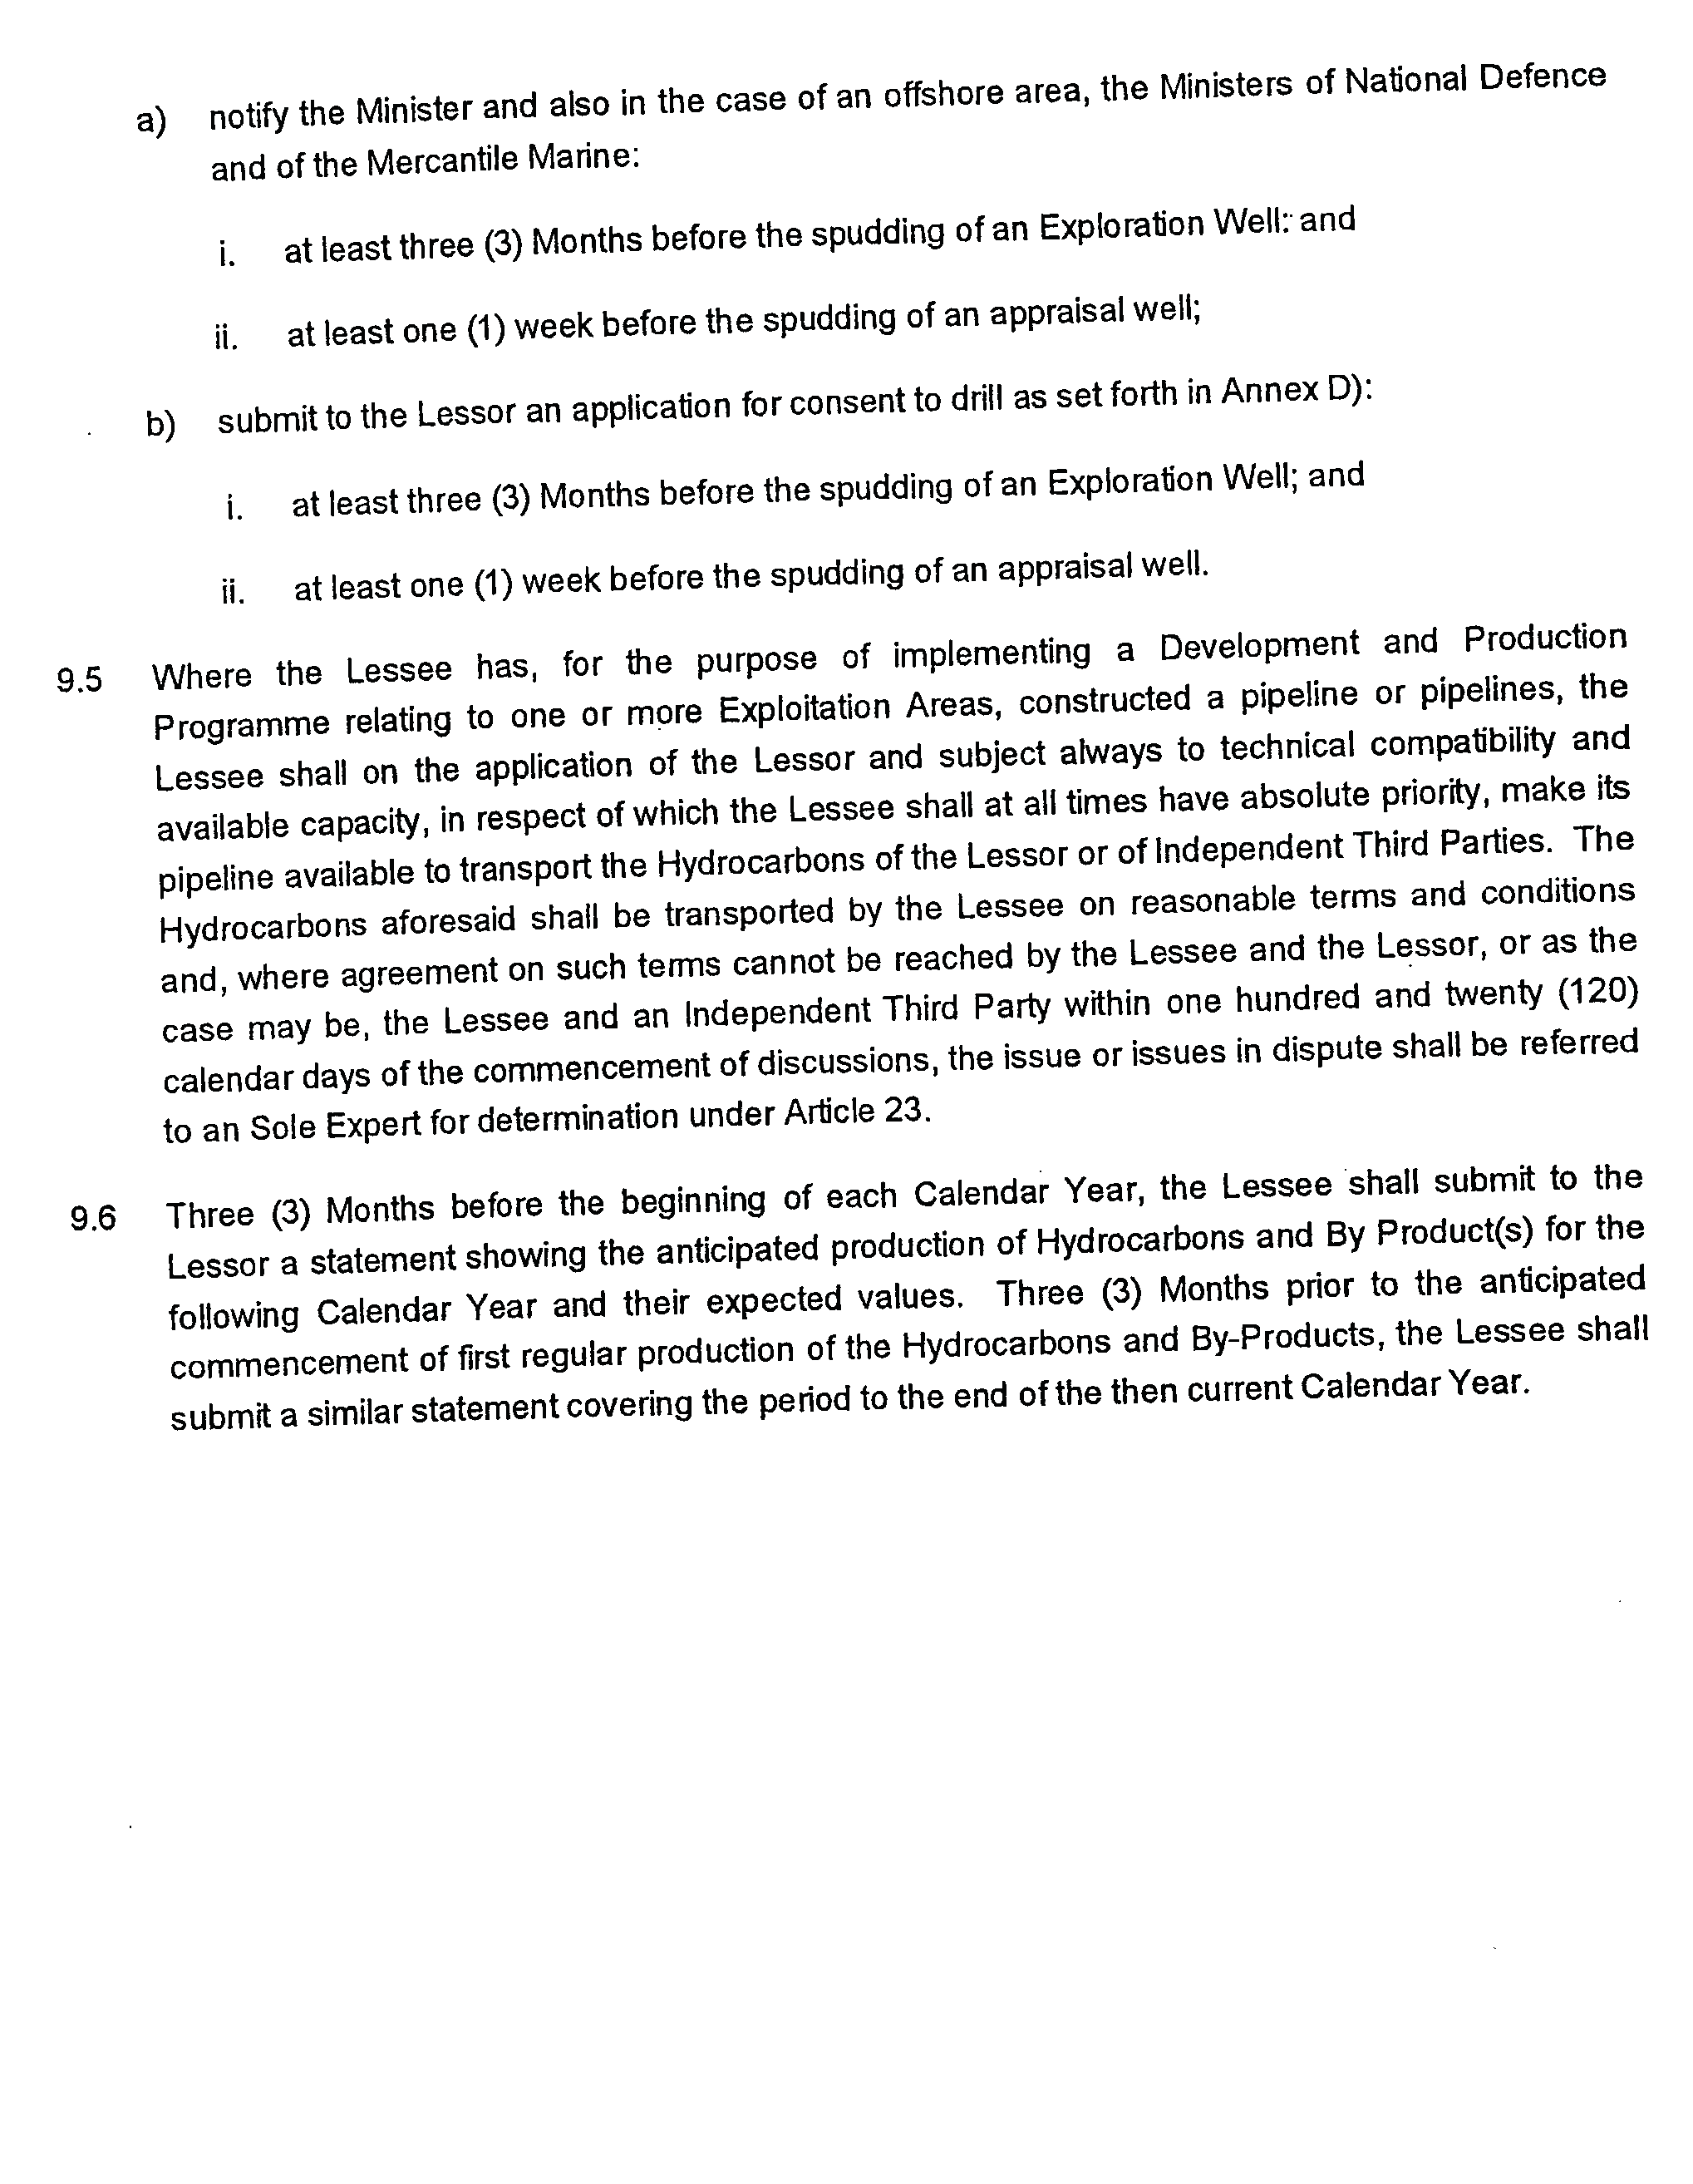 a) notify the Minister and also in the case of an offshore area, the Ministers of National Defence
and of the Mercantile Marine:
i. at least three (3) Months before the spudding of an Exploration Well: and
ii. at least one (1) week before the spudding of an appraisal well;
b) submit to the Lessor an application for consent to drill as set forth in Annex D):
i. at least three (3) Months before the spudding of an Exploration Well; and
ii. at least one (1) week before the spudding of an appraisal well.
9.5 Where the Lessee has, for the purpose of implementing a Development and Production
Programme relating to one or more Exploitation Areas, constructed a pipeline or pipelines, the
Lessee shall on the application of the Lessor and subject always to technical compatibility and
available capacity, in respect of which the Lessee shall at all times have absolute priority, make its
pipeline available to transport the Hydrocarbons of the Lessor or of Independent Third Parties. The
Hydrocarbons aforesaid shall be transported by the Lessee on reasonable terms and conditions
and, where agreement on such terms cannot be reached by the Lessee and the Lessor, or as the
case may be, the Lessee and an Independent Third Party within one hundred and twenty (120)
calendar days of the commencement of discussions, the issue or issues in dispute shall be referred
to an Sole Expert for determination under Article 23.
9.6 Three (3) Months before the beginning of each Calendar Year, the Lessee shall submit to the
Lessor a statement showing the anticipated production of Hydrocarbons and By Product(s) for the
following Calendar Year and their expected values. Three (3) Months prior to the anticipated
commencement of first regular production of the Hydrocarbons and By-Products, the Lessee shall
submit a similar statement covering the period to the end of the then current Calendar Year.